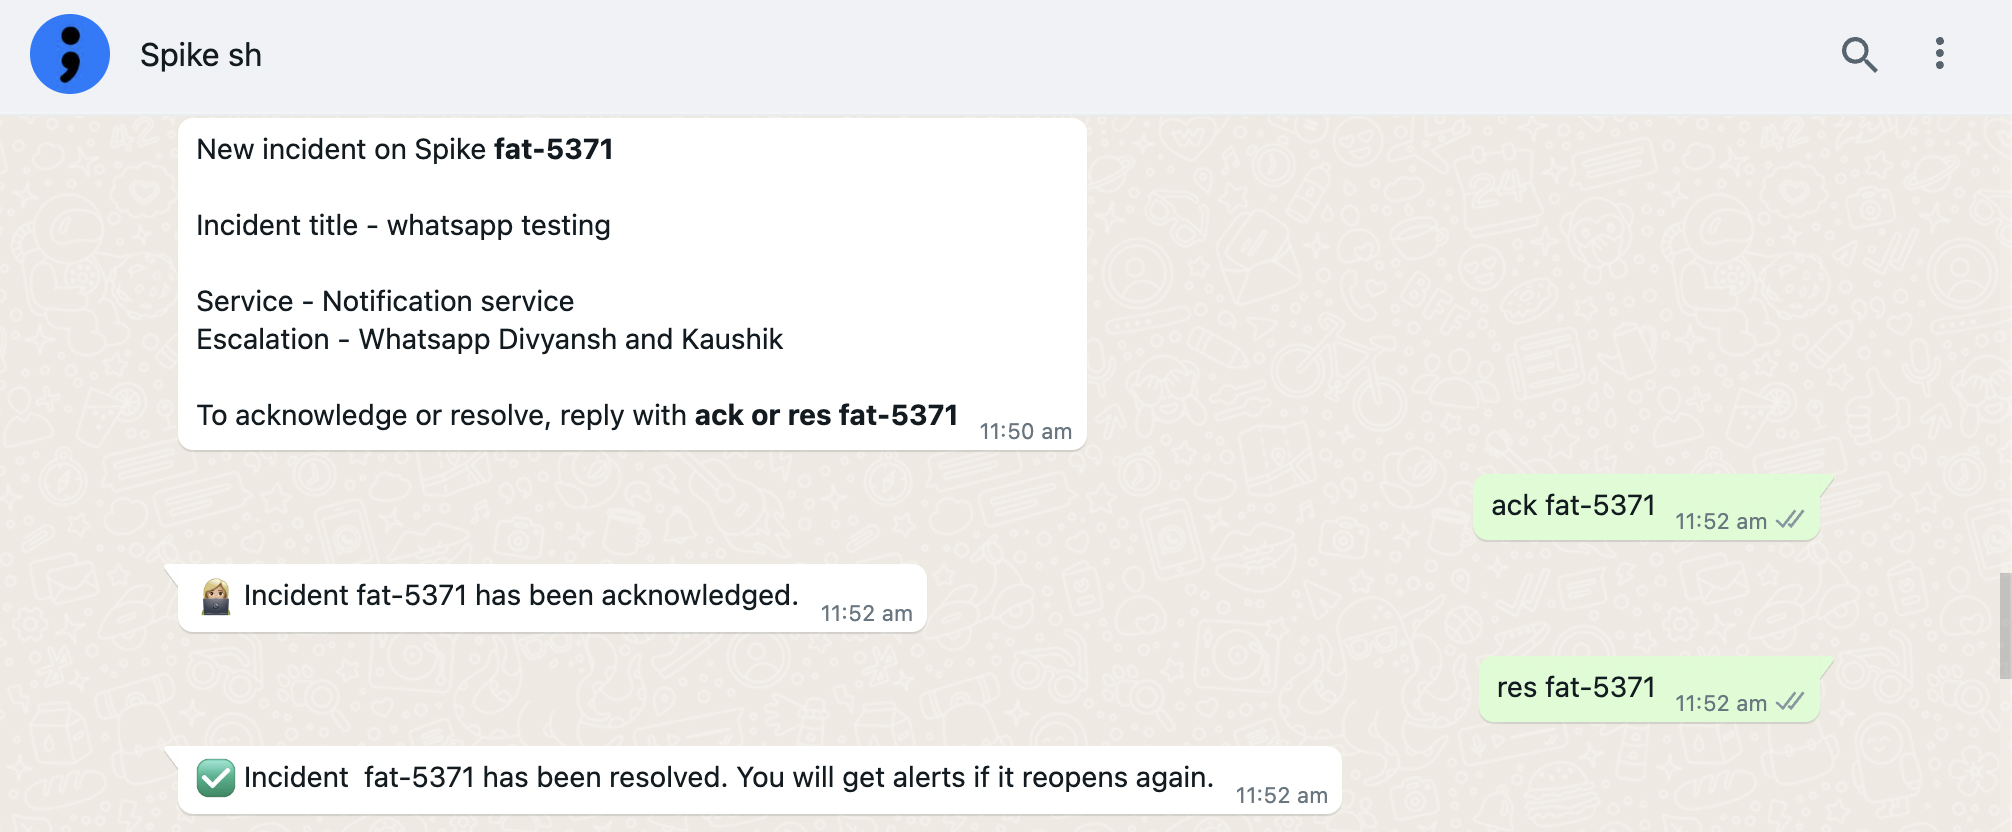 Spike sh
New incident on Spike fat-5371
Incident title - whatsapp testing
Service - Notification service
Escalation - Whatsapp Divyansh and Kaushik
To acknowledge or resolve, reply with ack or res fat-5371
11:50 am
ack fat-5371
11:52 am
👩🏼‍💻 Incident fat-5371 has been acknowledged.
11:52 am
res fat-5371
11:52 am
✅ Incident  fat-5371 has been resolved. You will get alerts if it reopens again.
11:52 am